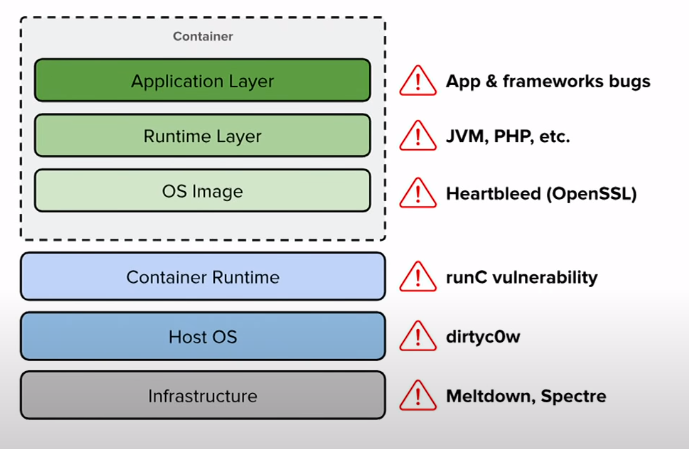 Container
Application Layer
App & frameworks bugs
Runtime Layer
JVM, PHP, etc.
OS Image
Heartbleed (OpenSSL)
Container Runtime
runC vulnerability
Host OS
dirtyc0w
Infrastructure
Meltdown, Spectre